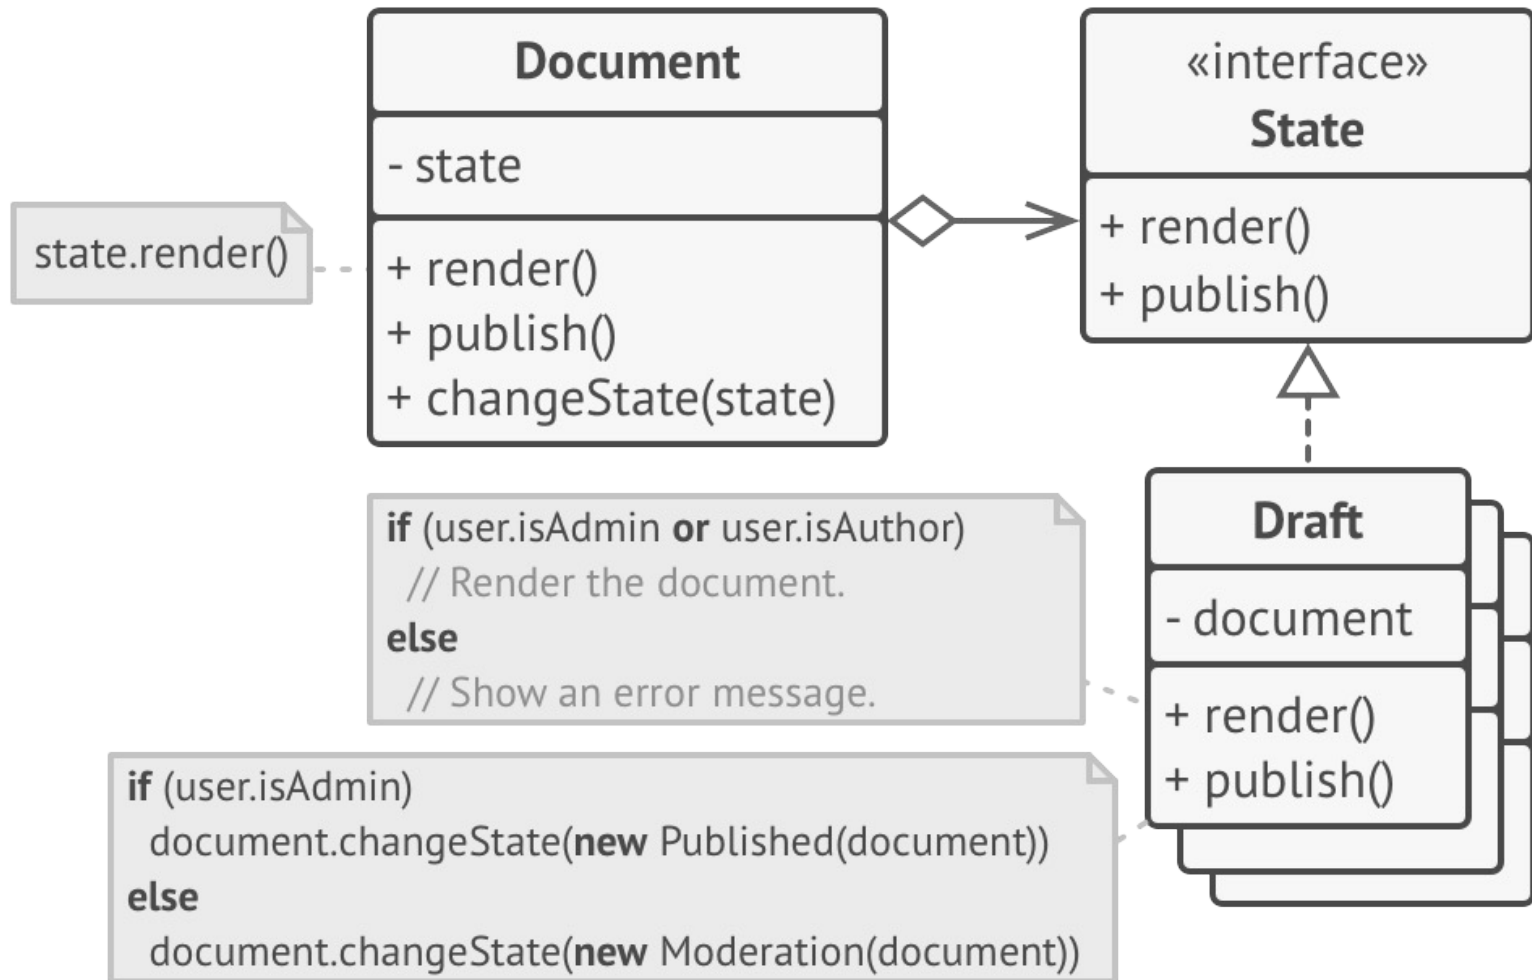 Document
- state
+ render()
+ publish()
+ changeState(state)
«interface»
State
+ render()
+ publish()
state.render()
if (user.isAdmin or user.isAuthor)
// Render the document.
else
// Show an error message.
Draft
- document
+ render()
+ publish()
if (user.isAdmin)
document.changeState(new Published(document))
else
document.changeState(new Moderation(document))